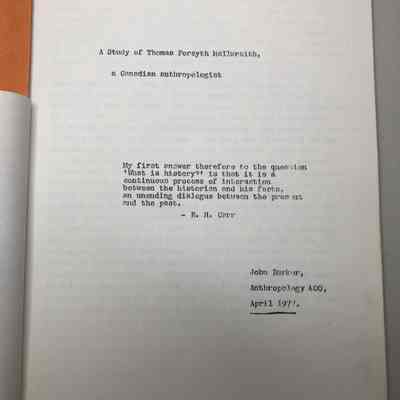 A Study of Thomas Forsyth McIlwraith,
a Canadian anthropologist
My first answer therefore to the question
'What is history?' is that it is a
continuous process of interaction
between the historian and his facts,
an unending dialogue between the present
and the past.
- E. H. Carr
John Barker,
Anthropology 400,
April 197